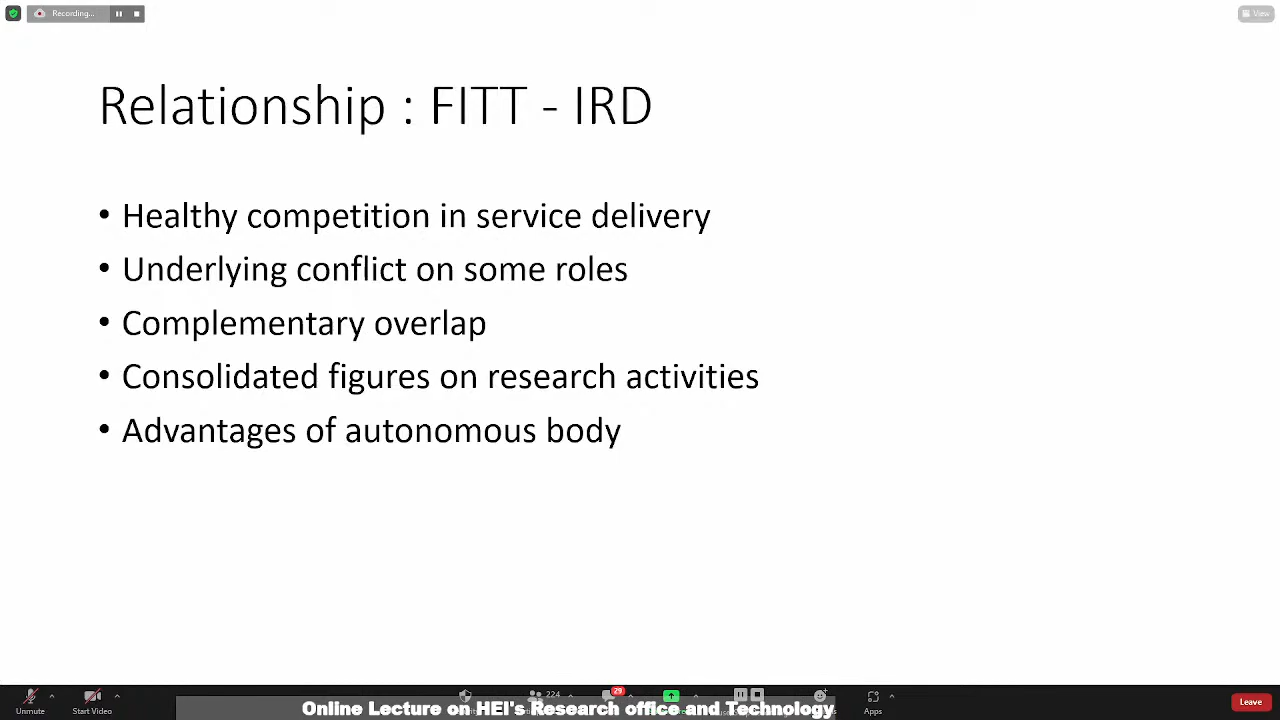 Recording...
View
Relationship : FITT - IRD
• Healthy competition in service delivery
• Underlying conflict on some roles
• Complementary overlap
• Consolidated figures on research activities
• Advantages of autonomous body
224
29
Unmute
Start Video
Apps
Leave
Online Lecture on HEI's Research office and Technology